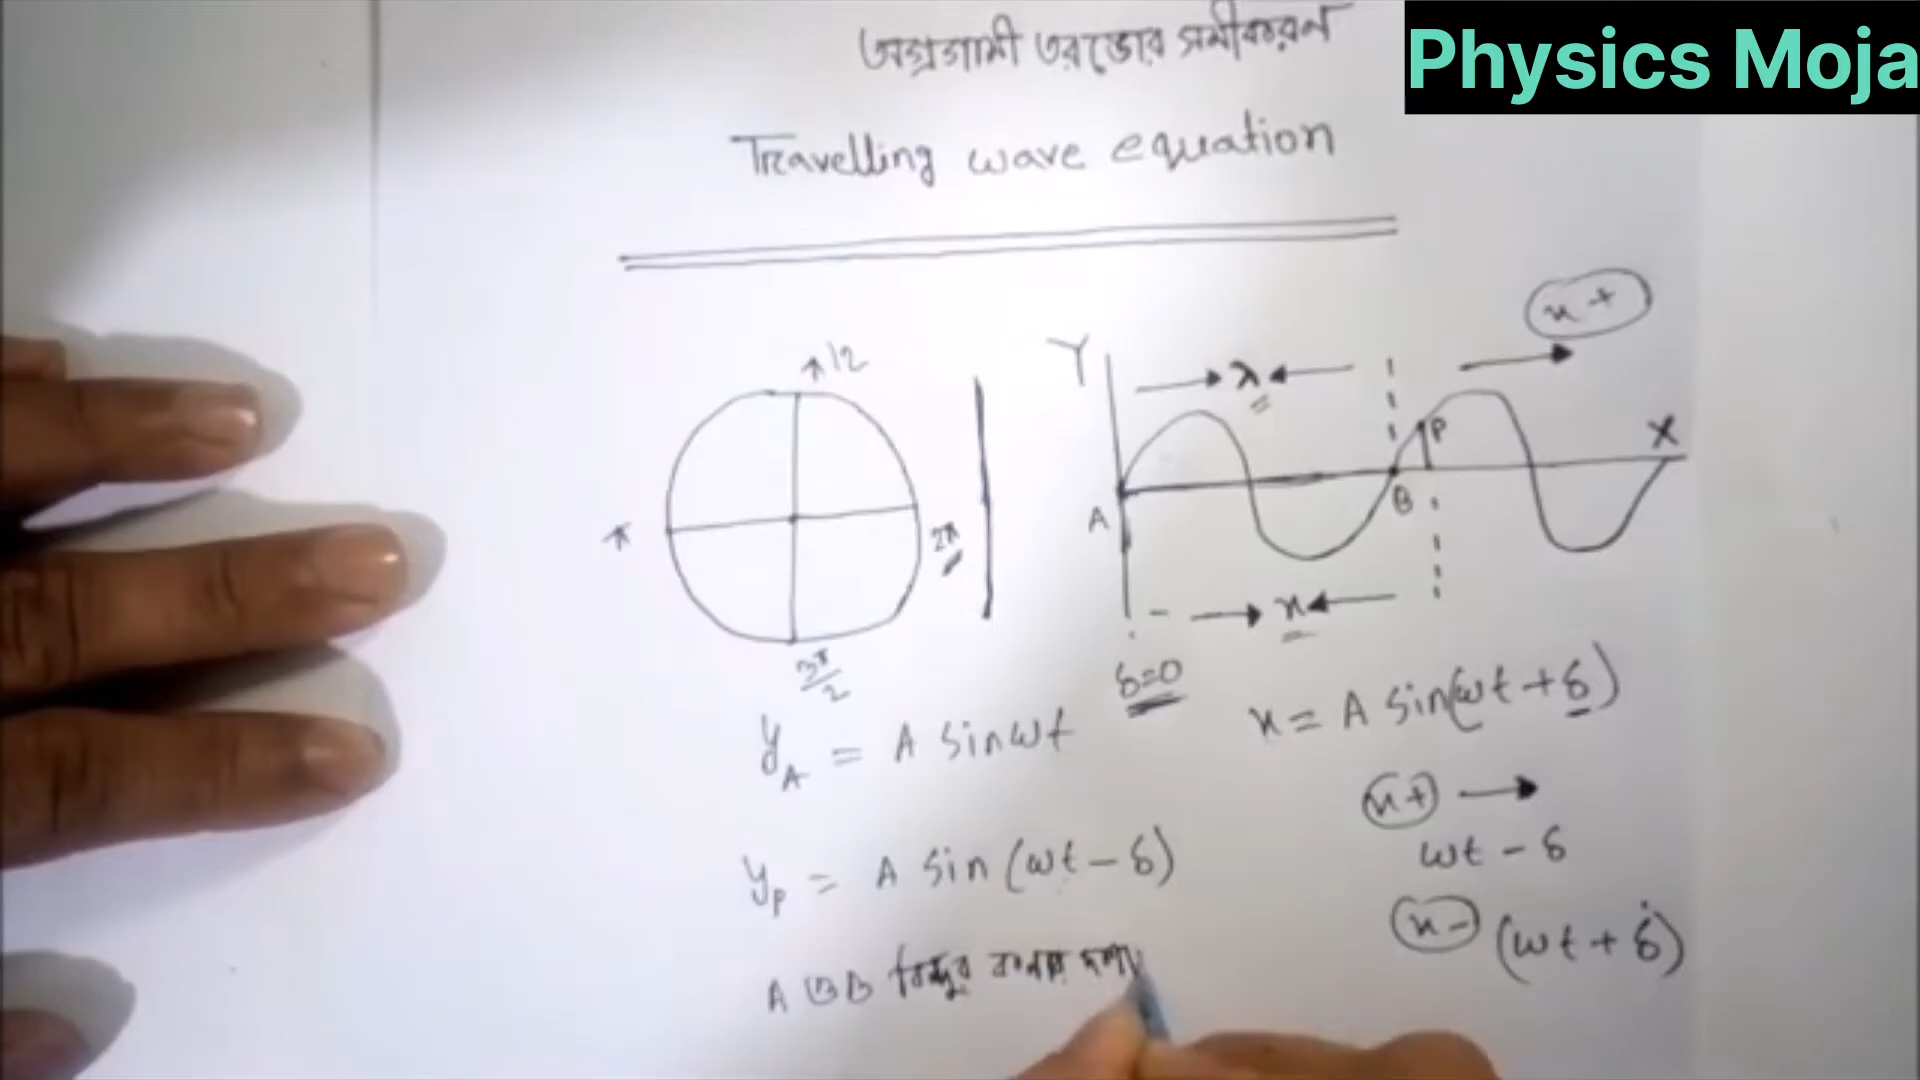 অগ্রগামী তরঙ্গের সমীকরণ
Physics Moja
Travelling wave equation
x +
π/2
Y
λ
P
X
π
2π
A
B
x
3π/2
δ=0
x = A sin(ωt + δ)
y_A = A sinωt
x+ →
ωt - δ
y_P = A sin (ωt - δ)
x- (ωt + δ)
A ও B বিন্দুর